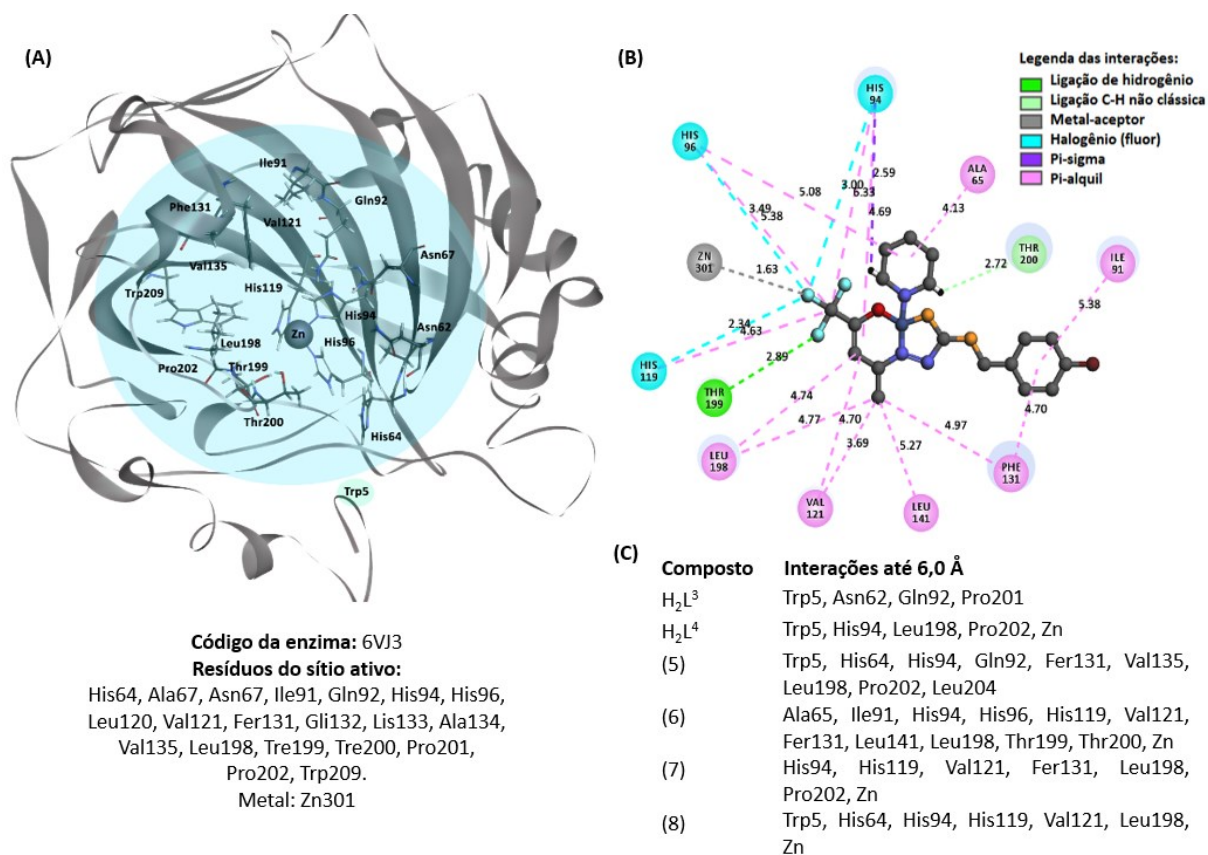 (A)
Ile91
Gln92
Phe131
Val121
Asn67
Val135
Trp209
His119
His94
Asn62
Zn
Leu198
His96
Pro202
Thr199
Thr200
His64
Trp5
Código da enzima: 6VJ3
Resíduos do sítio ativo:
His64, Ala67, Asn67, Ile91, Gln92, His94, His96,
Leu120, Val121, Fer131, Gli132, Lis133, Ala134,
Val135, Leu198, Tre199, Tre200, Pro201,
Pro202, Trp209.
Metal: Zn301
(B)
Legenda das interações:
Ligação de hidrogênio
Ligação C-H não clássica
Metal-aceptor
Halogênio (fluor)
Pi-sigma
Pi-alquil
HIS
94
HIS
96
ALA
65
2.59
3.00
5.08
4.69
4.13
3.49
5.38
THR
200
ZN
301
1.63
2.72
ILE
91
5.38
2.34
4.63
HIS
119
2.89
THR
199
4.74
4.77
4.70
3.69
5.27
4.97
4.70
LEU
198
VAL
121
LEU
141
PHE
131
(C)
Composto Interações até 6,0 Å
H₂L³ Trp5, Asn62, Gln92, Pro201
H₂L⁴ Trp5, His94, Leu198, Pro202, Zn
(5) Trp5, His64, His94, Gln92, Fer131, Val135,
Leu198, Pro202, Leu204
(6) Ala65, Ile91, His94, His96, His119, Val121,
Fer131, Leu141, Leu198, Thr199, Thr200, Zn
(7) His94, His119, Val121, Fer131, Leu198,
Pro202, Zn
(8) Trp5, His64, His94, His119, Val121, Leu198,
Zn